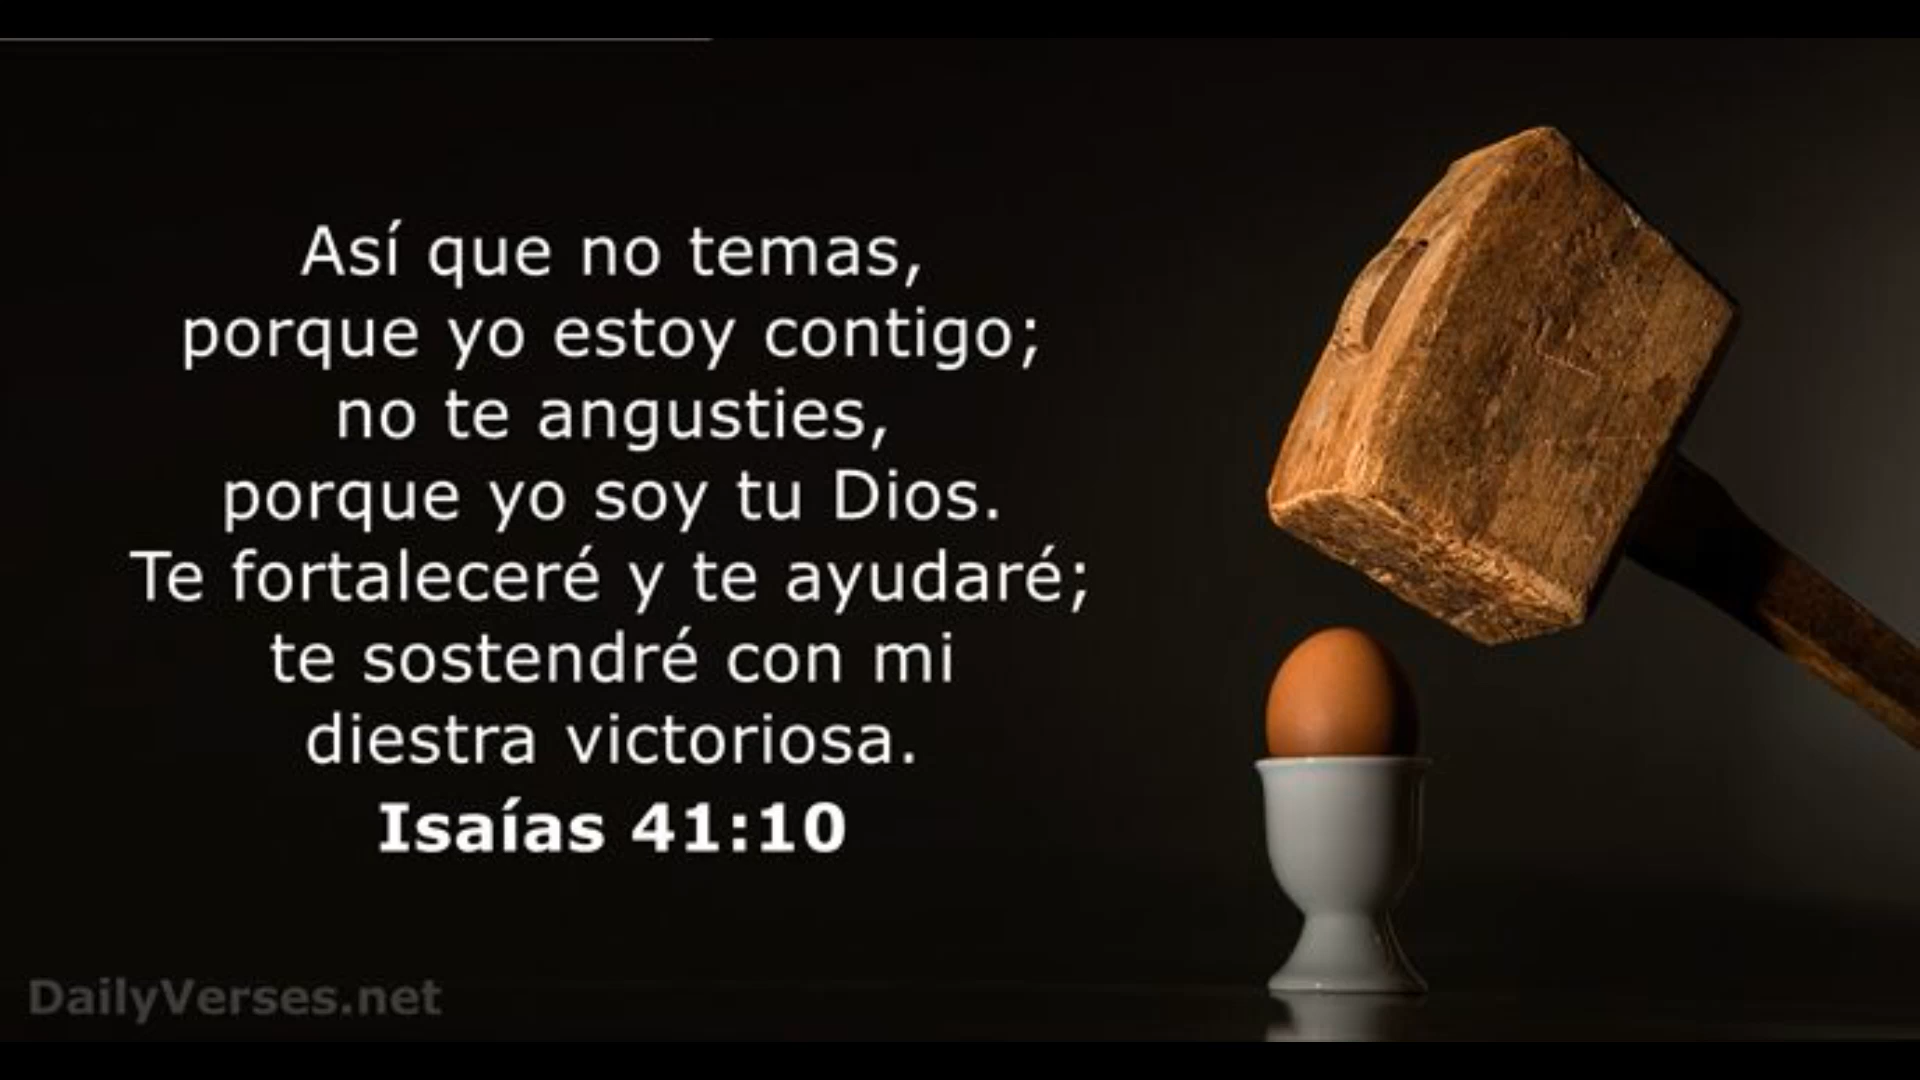 Así que no temas,
porque yo estoy contigo;
no te angusties,
porque yo soy tu Dios.
Te fortaleceré y te ayudaré;
te sostendré con mi
diestra victoriosa.
Isaías 41:10
DailyVerses.net